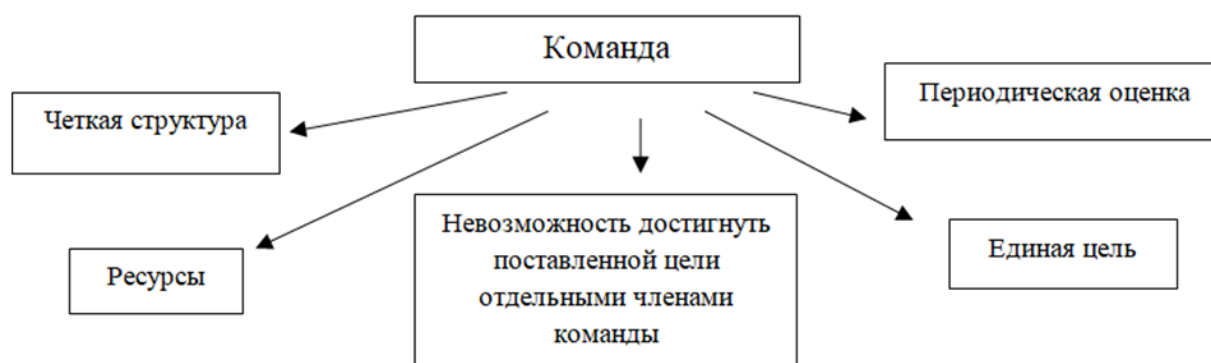 Команда
Четкая структура
Периодическая оценка
Ресурсы
Невозможность достигнуть
поставленной цели
отдельными членами
команды
Единая цель